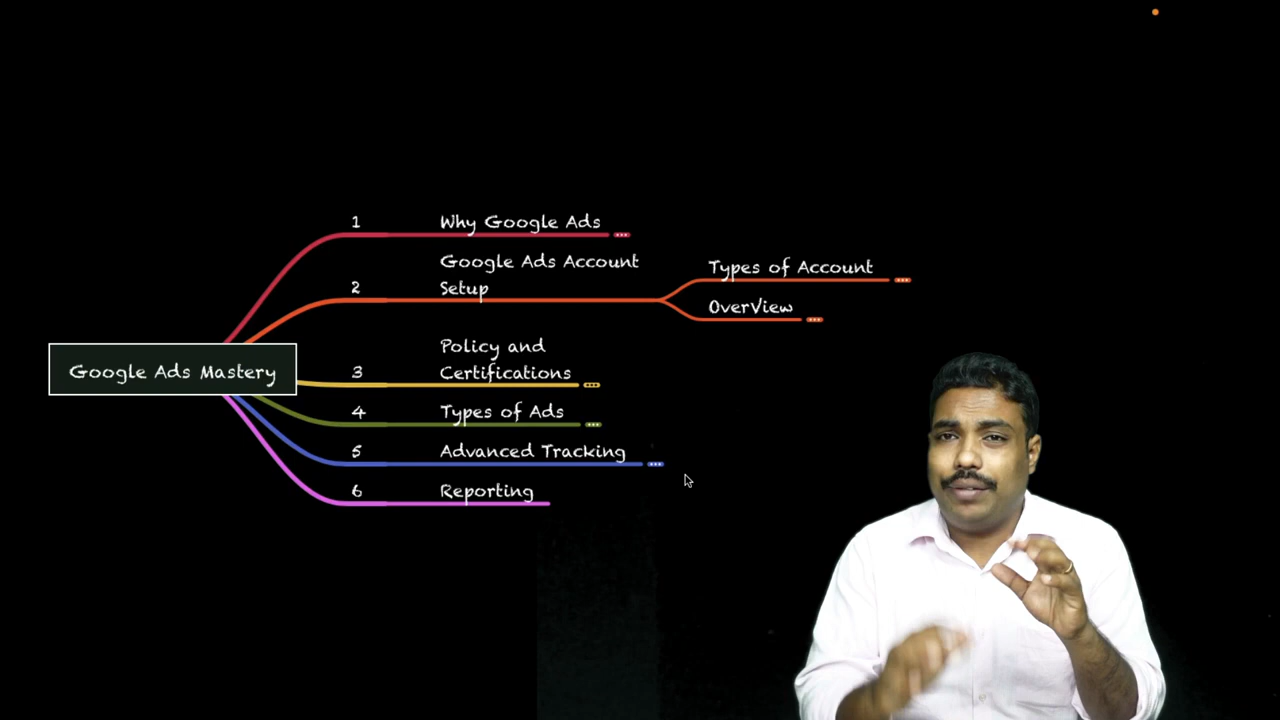 Google Ads Mastery
1 Why Google Ads
Google Ads Account
2 Setup
Types of Account
OverView
Policy and
3 Certifications
4 Types of Ads
5 Advanced Tracking
6 Reporting